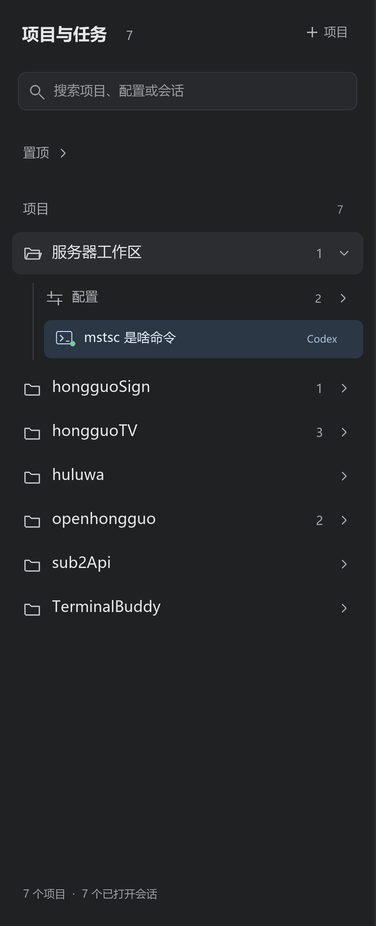 项目与任务 7 + 项目
搜索项目、配置或会话
置顶
项目 7
服务器工作区 1
配置 2
mstsc 是啥命令 Codex
hongguoSign 1
hongguoTV 3
huluwa
openhongguo 2
sub2Api
TerminalBuddy
7 个项目 · 7 个已打开会话